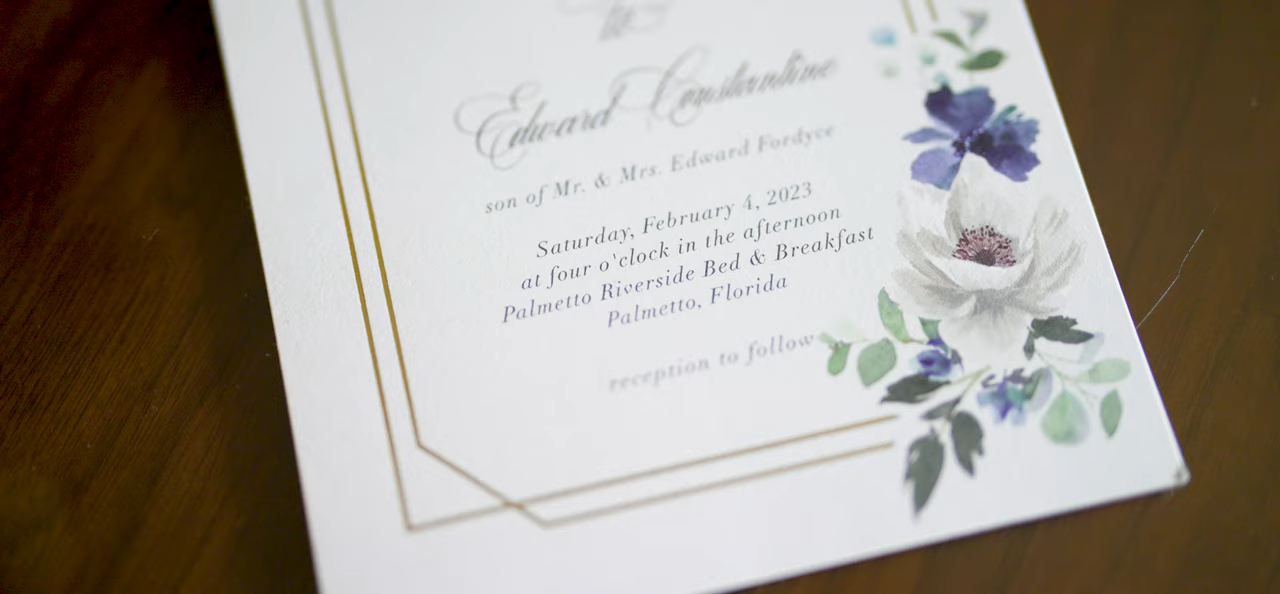 to
Edward Constantine
son of Mr. & Mrs. Edward Fordyce
Saturday, February 4, 2023
at four o'clock in the afternoon
Palmetto Riverside Bed & Breakfast
Palmetto, Florida
reception to follow